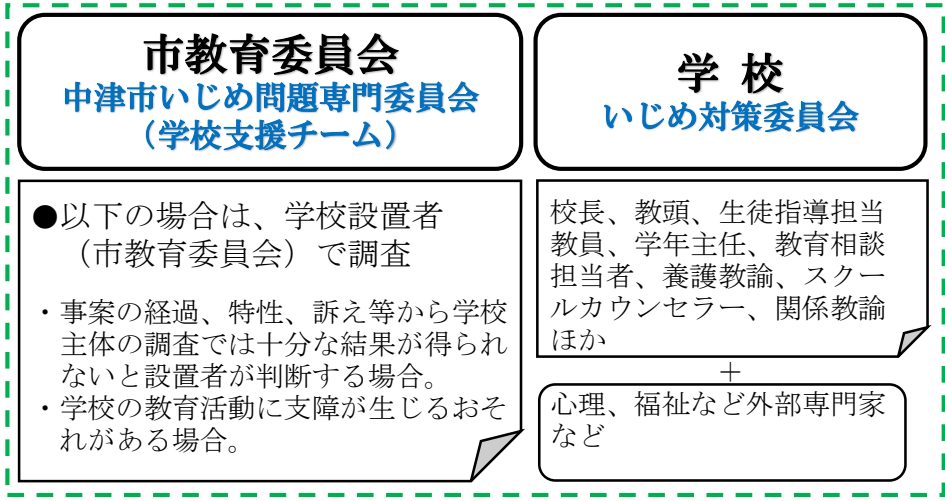 市教育委員会
中津市いじめ問題専門委員会
（学校支援チーム）
●以下の場合は、学校設置者
（市教育委員会）で調査
・事案の経過、特性、訴え等から学校
主体の調査では十分な結果が得られ
ないと設置者が判断する場合。
・学校の教育活動に支障が生じるおそ
れがある場合。
学 校
いじめ対策委員会
校長、教頭、生徒指導担当
教員、学年主任、教育相談
担当者、養護教諭、スクー
ルカウンセラー、関係教諭
ほか
＋
心理、福祉など外部専門家
など